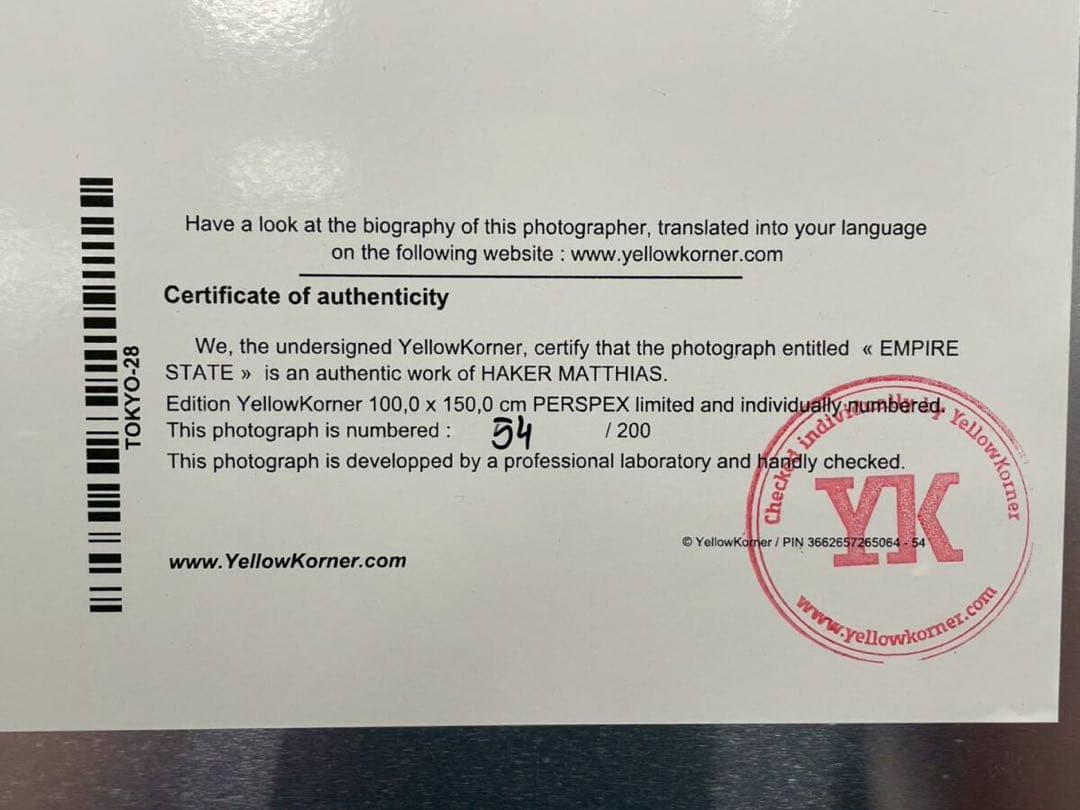 Have a look at the biography of this photographer, translated into your language
on the following website : www.yellowkorner.com
Certificate of authenticity
We, the undersigned YellowKorner, certify that the photograph entitled « EMPIRE
STATE » is an authentic work of HAKER MATTHIAS.
Edition YellowKorner 100,0 x 150,0 cm PERSPEX limited and individually numbered.
This photograph is numbered : 54 / 200
This photograph is developped by a professional laboratory and handly checked.
© YellowKorner / PIN 3662657265064 - 54
www.YellowKorner.com
TOKYO-28
Checked individually by YellowKorner
YK
www.yellowkorner.com